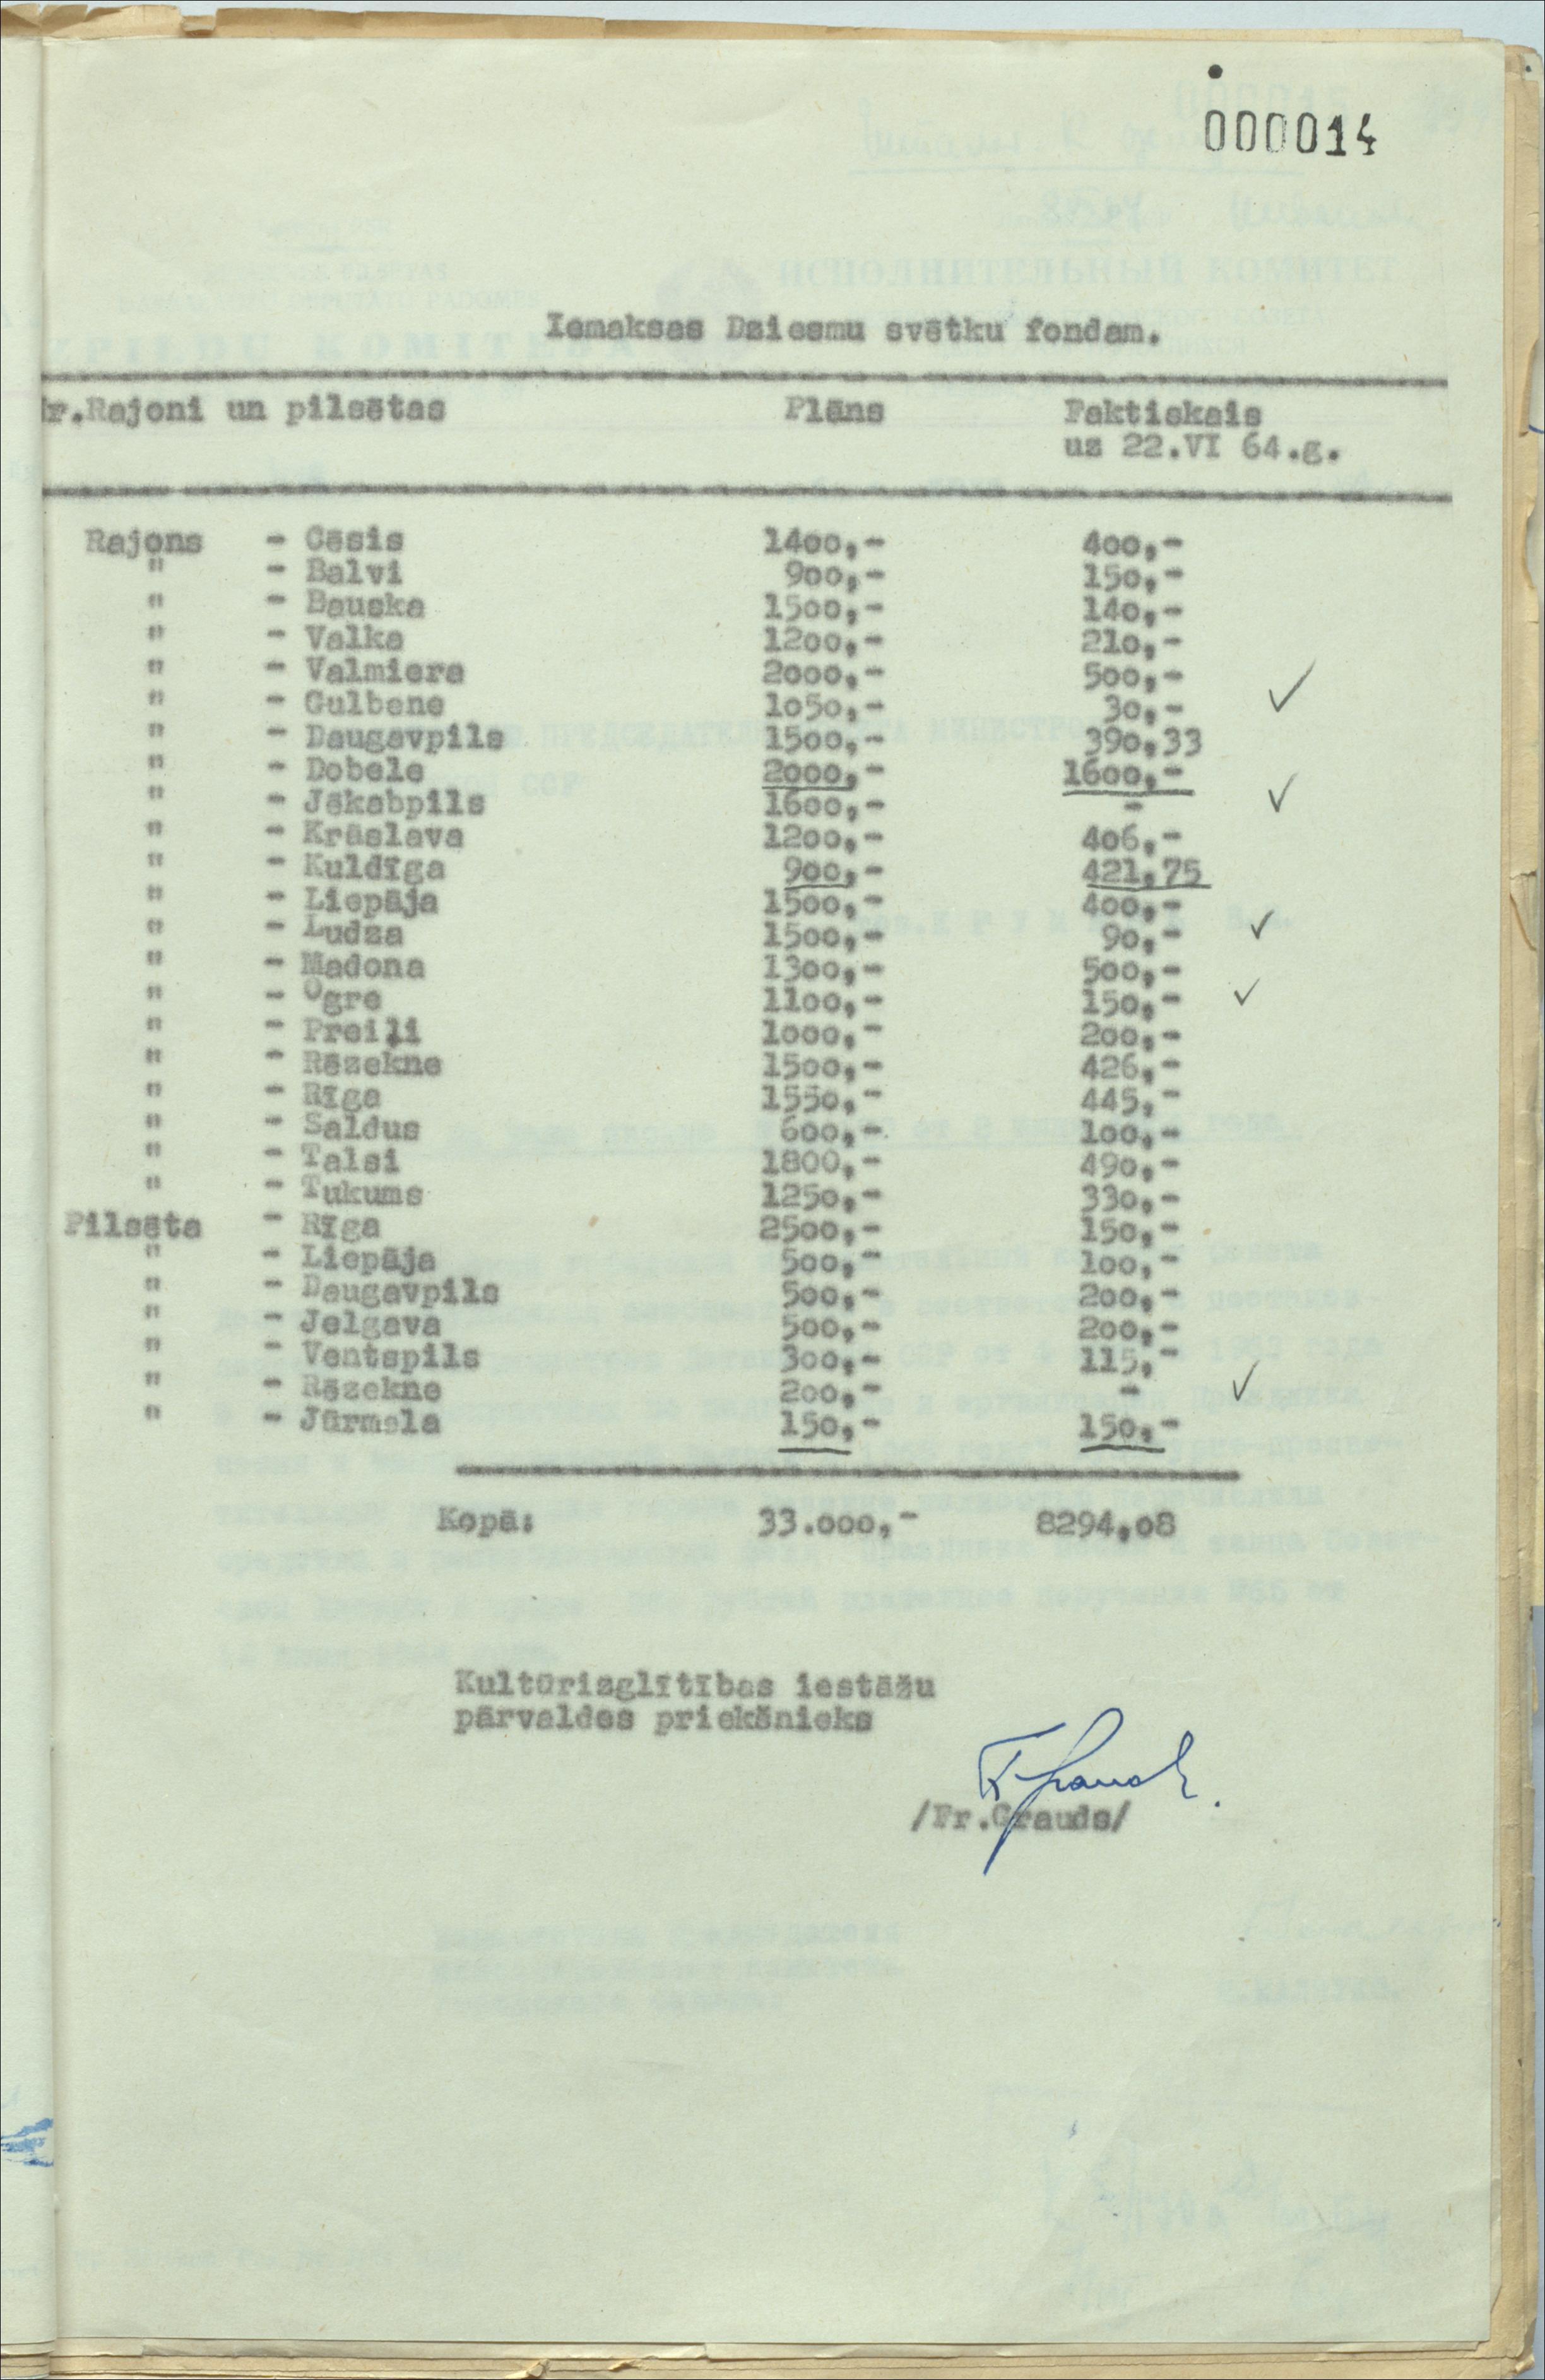 000014
Iemaksas Dziesmu svētku fondam.
r.Rajoni un pilsētas Plāns Faktiskais
uz 22.VI 64.g.
Rajons - Cēsis 1400,- 400,-
" - Balvi 900,- 150,-
" - Bauska 1500,- 140,-
" - Valka 1200,- 210,-
" - Valmiera 2000,- 500,-
" - Gulbene 1050,- 30,- ✓
" - Daugavpils 1500,- 390,33
" - Dobele 2000,- 1600,-
" - Jēkabpils 1600,- - ✓
" - Krāslava 1200,- 406,-
" - Kuldīga 900,- 421,75
" - Liepāja 1500,- 400,-
" - Ludza 1500,- 90,- ✓
" - Madona 1300,- 500,-
" - Ogre 1100,- 150,- ✓
" - Preiļi 1000,- 200,-
" - Rēzekne 1500,- 426,-
" - Rīga 1550,- 445,-
" - Saldus 600,- 100,-
" - Talsi 1800,- 490,-
" - Tukums 1250,- 330,-
Pilsēta - Rīga 2500,- 150,-
" - Liepāja 500,- 100,-
" - Daugavpils 500,- 200,-
" - Jelgava 500,- 200,-
" - Ventspils 300,- 115,-
" - Rēzekne 200,- - ✓
" - Jūrmala 150,- 150,-
Kopā: 33.000,- 8294,08
Kultūrizglītības iestāžu
pārvaldes priekšnieks
/Fr.Grauds/